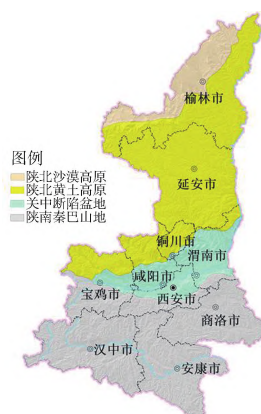 榆林市
延安市
图例
陕北沙漠高原
陕北黄土高原
关中断陷盆地
陕南秦巴山地
铜川市
渭南市
咸阳市
宝鸡市
西安市
商洛市
汉中市
安康市